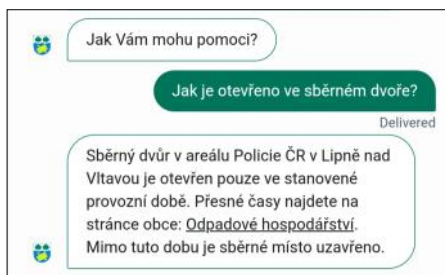 Jak Vám mohu pomoci?
Jak je otevřeno ve sběrném dvoře?
Delivered
Sběrný dvůr v areálu Policie ČR v Lipně nad
Vltavou je otevřen pouze ve stanovené
provozní době. Přesné časy najdete na
stránce obce: Odpadové hospodářství.
Mimo tuto dobu je sběrné místo uzavřeno.